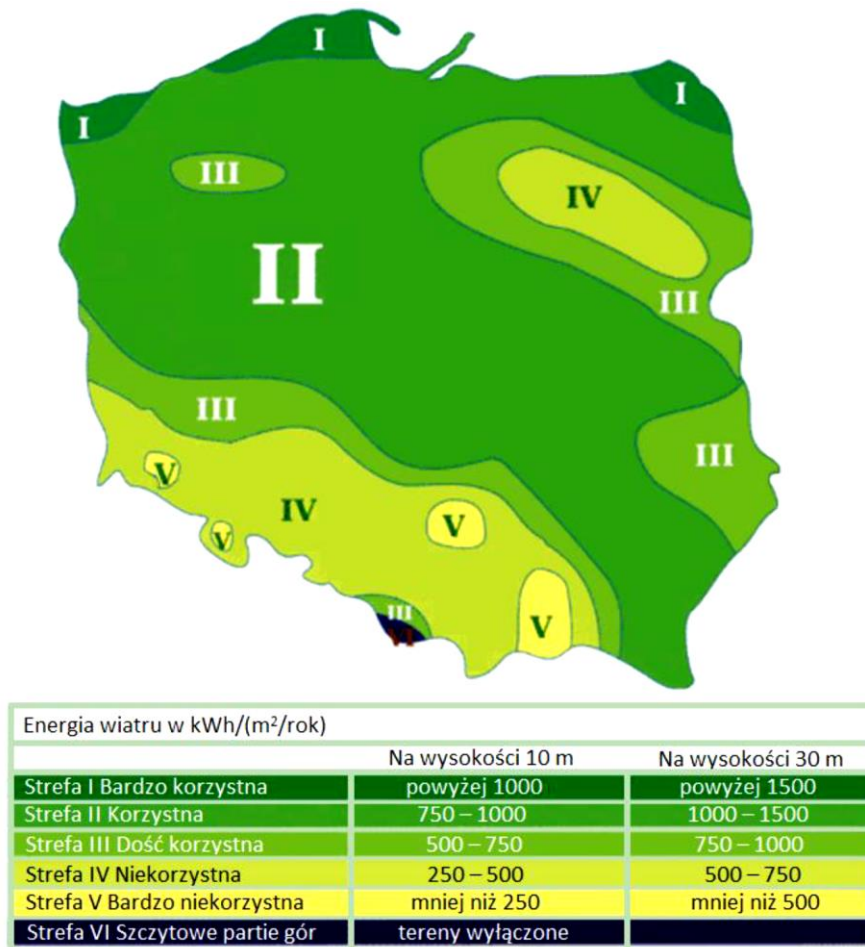 I
I
I
III
IV
II
III
III
III
V
IV
V
V
III
VI
V
Energia wiatru w kWh/(m²/rok)
Na wysokości 10 m Na wysokości 30 m
Strefa I Bardzo korzystna powyżej 1000 powyżej 1500
Strefa II Korzystna 750 – 1000 1000 – 1500
Strefa III Dość korzystna 500 – 750 750 – 1000
Strefa IV Niekorzystna 250 – 500 500 – 750
Strefa V Bardzo niekorzystna mniej niż 250 mniej niż 500
Strefa VI Szczytowe partie gór tereny wyłączone